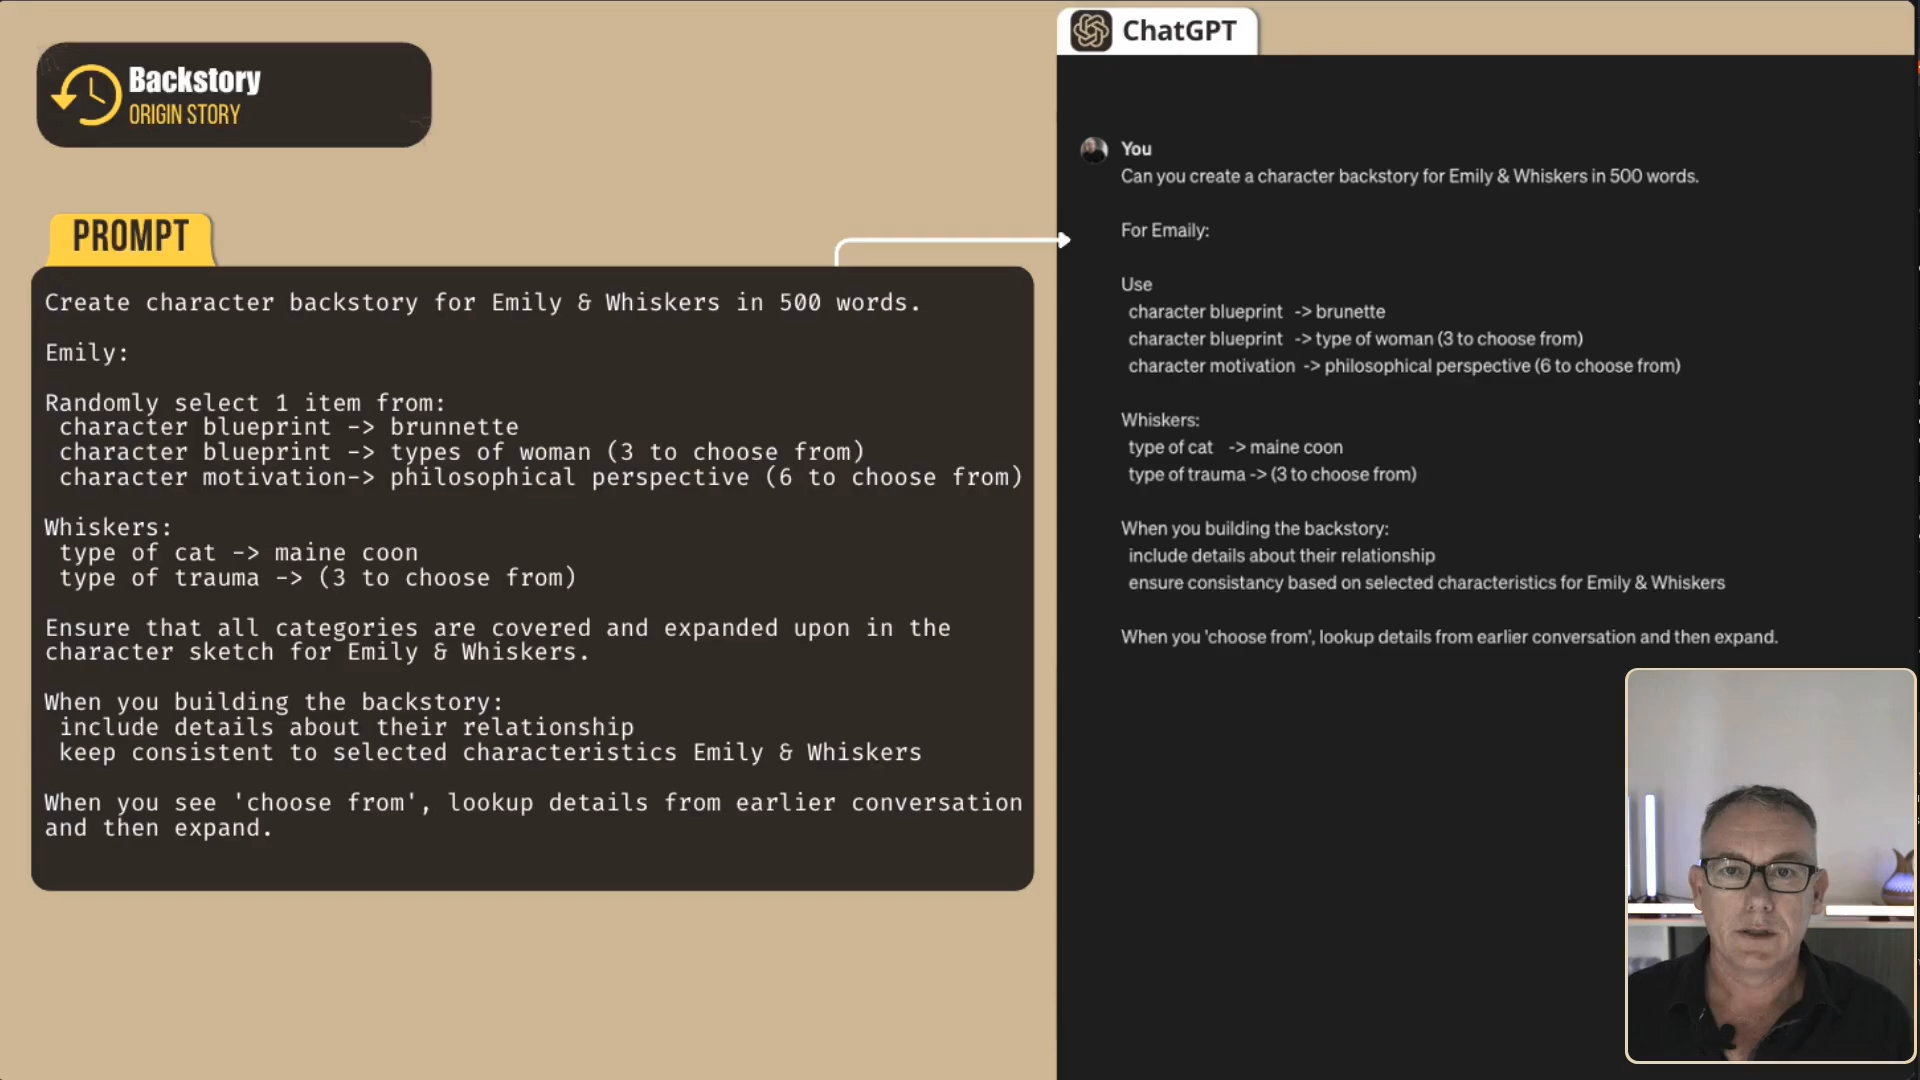 Backstory
ORIGIN STORY
PROMPT
Create character backstory for Emily & Whiskers in 500 words.
Emily:
Randomly select 1 item from:
character blueprint -> brunnette
character blueprint -> types of woman (3 to choose from)
character motivation-> philosophical perspective (6 to choose from)
Whiskers:
type of cat -> maine coon
type of trauma -> (3 to choose from)
Ensure that all categories are covered and expanded upon in the
character sketch for Emily & Whiskers.
When you building the backstory:
include details about their relationship
keep consistent to selected characteristics Emily & Whiskers
When you see 'choose from', lookup details from earlier conversation
and then expand.
ChatGPT
You
Can you create a character backstory for Emily & Whiskers in 500 words.
For Emaily:
Use
character blueprint -> brunette
character blueprint -> type of woman (3 to choose from)
character motivation -> philosophical perspective (6 to choose from)
Whiskers:
type of cat -> maine coon
type of trauma -> (3 to choose from)
When you building the backstory:
include details about their relationship
ensure consistancy based on selected characteristics for Emily & Whiskers
When you 'choose from', lookup details from earlier conversation and then expand.